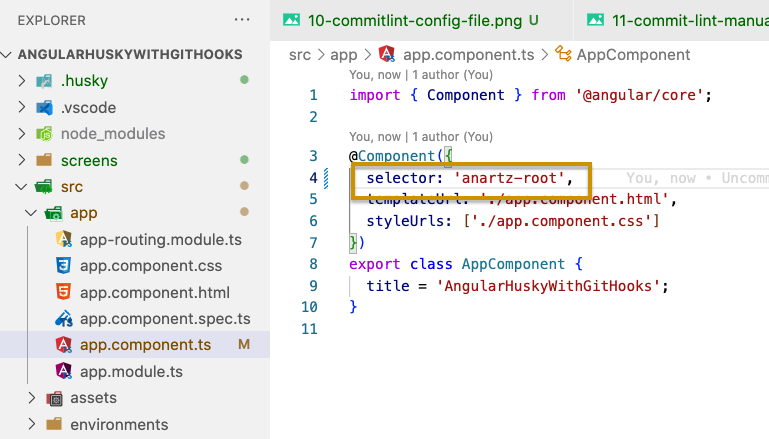 EXPLORER ...
ANGULARHUSKYWITHGITHOOKS
.husky
.vscode
node_modules
screens
src
app
app-routing.module.ts
app.component.css
app.component.html
app.component.spec.ts
app.component.ts M
app.module.ts
assets
environments
10-commitlint-config-file.png U
11-commit-lint-manua
src > app > app.component.ts > AppComponent
You, now | 1 author (You)
1 import { Component } from '@angular/core';
2
You, now | 1 author (You)
3 @Component({
4 selector: 'anartz-root', You, now • Uncomm
5 templateUrl: './app.component.html',
6 styleUrls: ['./app.component.css']
7 })
8 export class AppComponent {
9 title = 'AngularHuskyWithGitHooks';
10 }
11